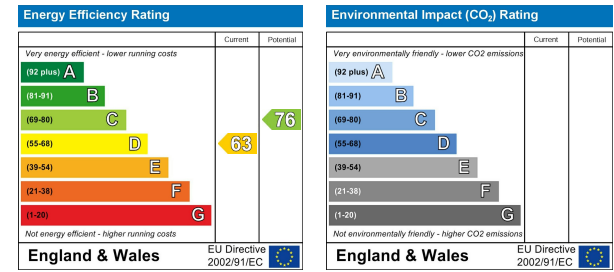 Energy Efficiency Rating
Current Potential
Very energy efficient - lower running costs
(92 plus) A
(81-91) B
(69-80) C
(55-68) D
(39-54) E
(21-38) F
(1-20) G
63
76
Not energy efficient - higher running costs
England & Wales
EU Directive
2002/91/EC
Environmental Impact (CO₂) Rating
Current Potential
Very environmentally friendly - lower CO2 emissions
(92 plus) A
(81-91) B
(69-80) C
(55-68) D
(39-54) E
(21-38) F
(1-20) G
Not environmentally friendly - higher CO2 emissions
England & Wales
EU Directive
2002/91/EC